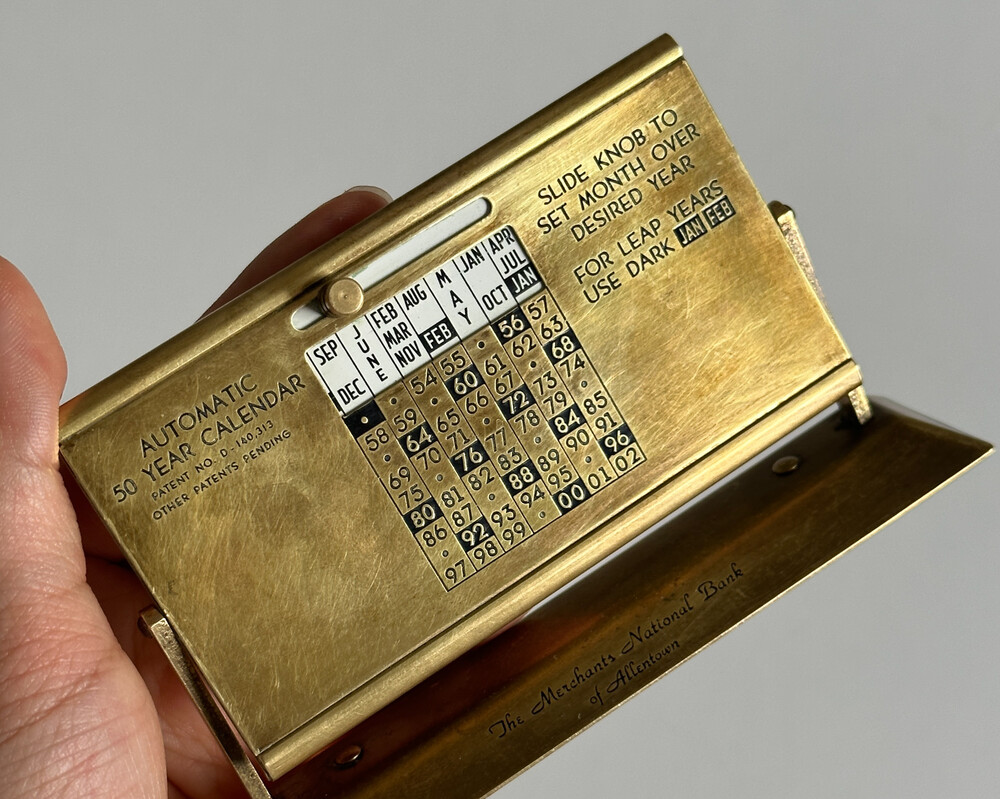 SLIDE KNOB TO
SET MONTH OVER
DESIRED YEAR
FOR LEAP YEARS
USE DARK JAN FEB
AUTOMATIC
50 YEAR CALENDAR
PATENT NO. D-140,313
OTHER PATENTS PENDING
SEP JUNE FEB AUG MAY JAN APR
MAR JUL
DEC NOV FEB OCT JAN
• • 54 55 • 56 57
58 59 • 60 61 62 63
• 64 65 66 67 • 68
69 70 71 • 72 73 74
75 • 76 77 78 79 •
80 81 82 83 • 84 85
86 87 • 88 89 90 91
• 92 93 94 95 • 96
97 98 99 • 00 01 02
The Merchants National Bank
of Allentown